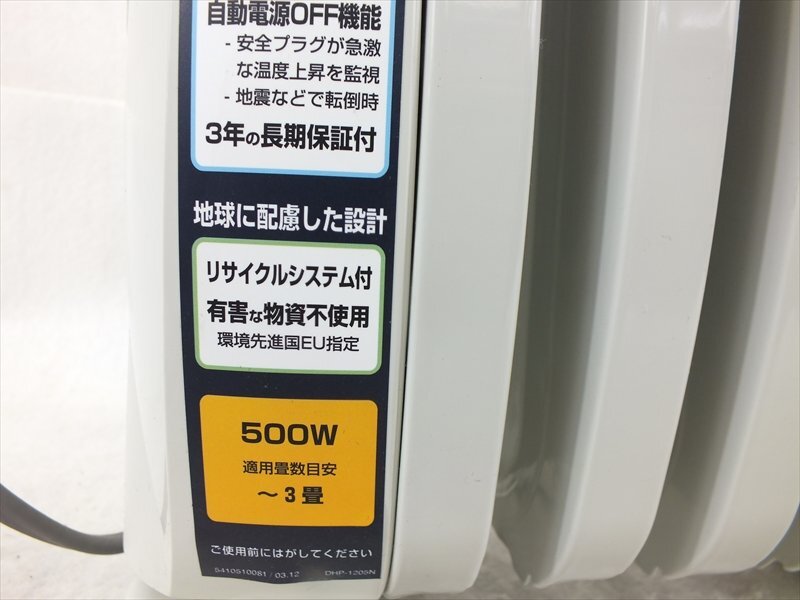 自動電源OFF機能
- 安全プラグが急激
な温度上昇を監視
- 地震などで転倒時
3年の長期保証付
地球に配慮した設計
リサイクルシステム付
有害な物資不使用
環境先進国EU指定
500W
適用畳数目安
～3畳
ご使用前にはがしてください
5410510081 / 03.12 DHP-1205N